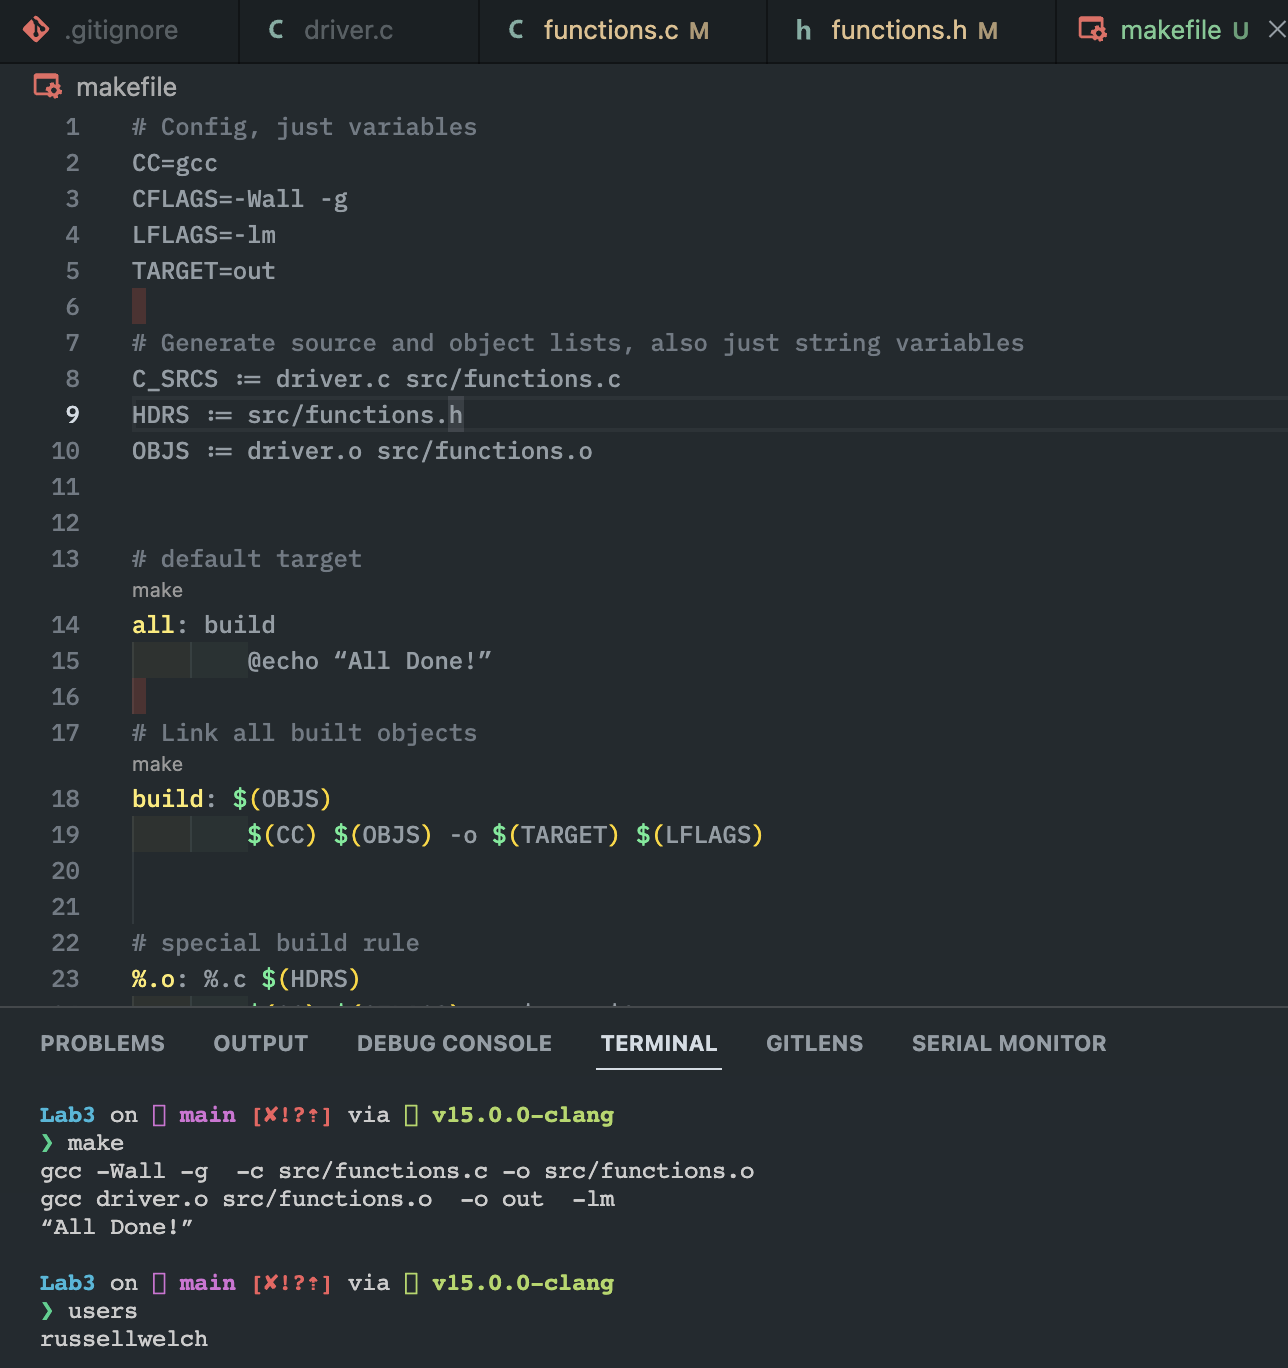 .gitignore C driver.c C functions.c M h functions.h M makefile U
makefile
1 # Config, just variables
2 CC=gcc
3 CFLAGS=-Wall -g
4 LFLAGS=-lm
5 TARGET=out
6
7 # Generate source and object lists, also just string variables
8 C_SRCS := driver.c src/functions.c
9 HDRS := src/functions.h
10 OBJS := driver.o src/functions.o
11
12
13 # default target
make
14 all: build
15 @echo “All Done!”
16
17 # Link all built objects
make
18 build: $(OBJS)
19 $(CC) $(OBJS) -o $(TARGET) $(LFLAGS)
20
21
22 # special build rule
23 %.o: %.c $(HDRS)
PROBLEMS OUTPUT DEBUG CONSOLE TERMINAL GITLENS SERIAL MONITOR
Lab3 on main [✘!?⇡] via v15.0.0-clang
❯ make
gcc -Wall -g  -c src/functions.c -o src/functions.o
gcc driver.o src/functions.o  -o out  -lm
“All Done!”
Lab3 on main [✘!?⇡] via v15.0.0-clang
❯ users
russellwelch